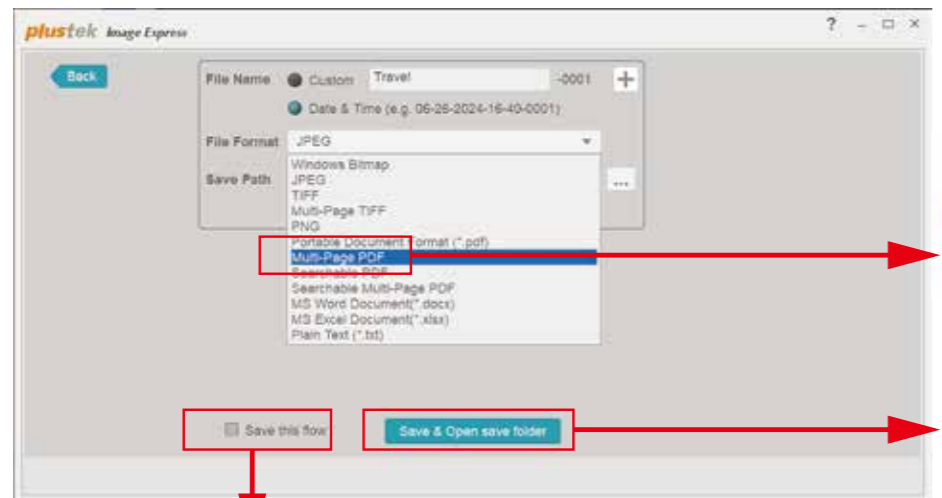 plustek Image Express
? - □ ×
Back
File Name Custom Travel -0001 +
Date & Time (e.g. 06-26-2024-16-40-0001)
File Format JPEG
Save Path ...
Windows Bitmap
JPEG
TIFF
Multi-Page TIFF
PNG
Portable Document Format (*.pdf)
Multi-Page PDF
Searchable PDF
Searchable Multi-Page PDF
MS Word Document(*.docx)
MS Excel Document(*.xlsx)
Plain Text (*.txt)
Save this flow
Save & Open save folder